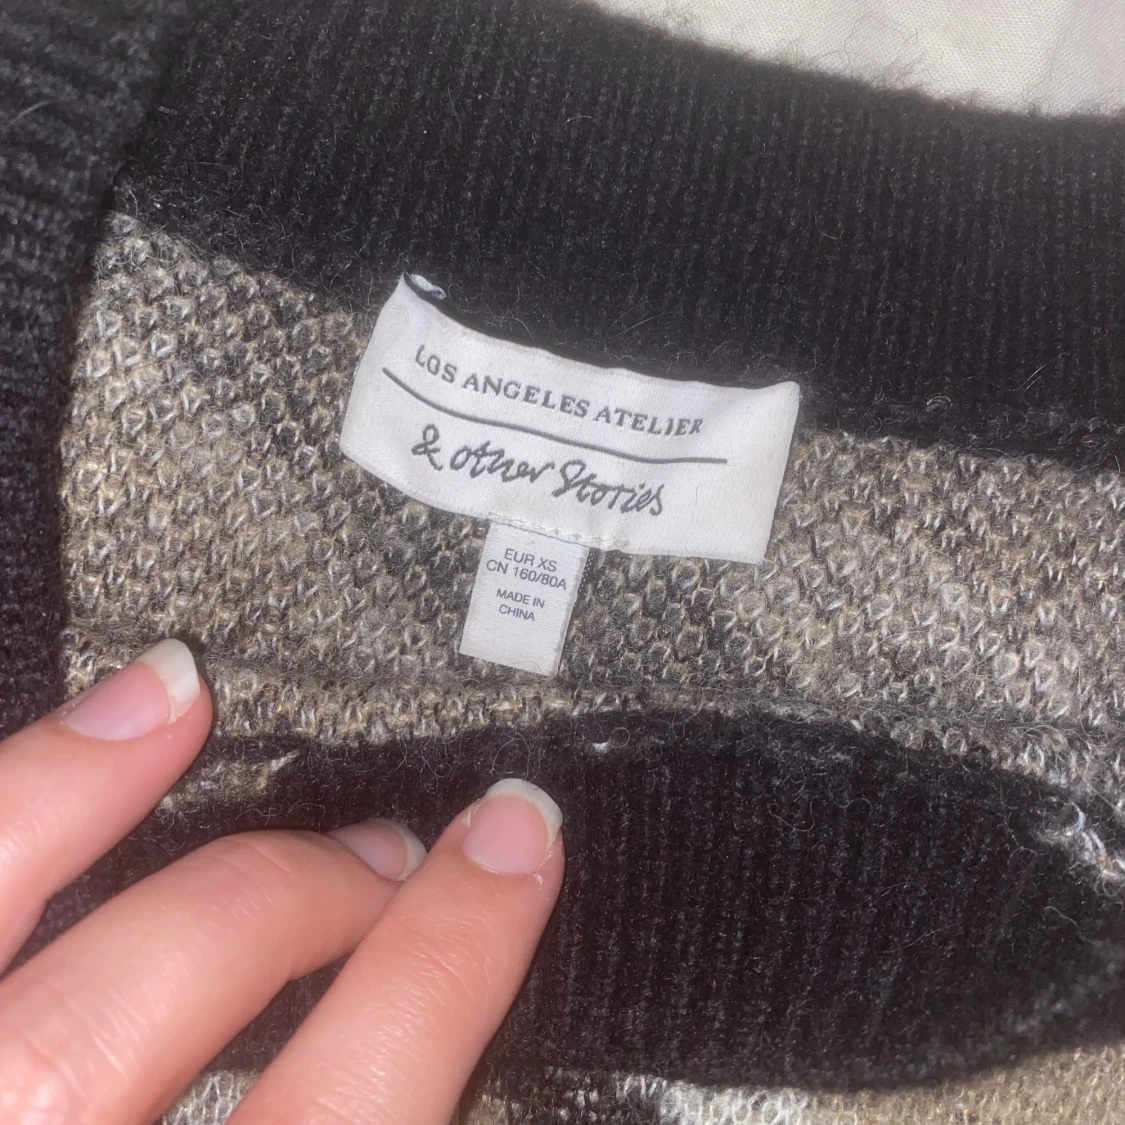 LOS ANGELES ATELIER
& other Stories
EUR XS
CN 160/80A
MADE IN
CHINA